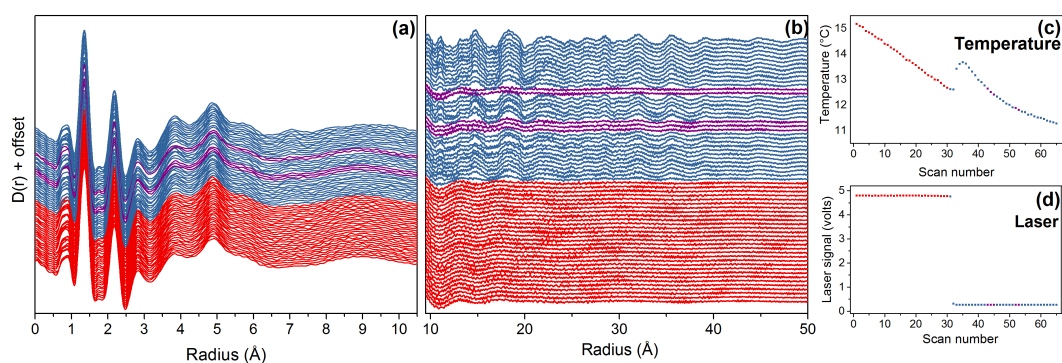 (a)
D(r) + offset
0 1 2 3 4 5 6 7 8 9 10
Radius (Å)
(b)
10 20 30 40 50
Radius (Å)
(c)
Temperature
Temperature (°C)
15
14
13
12
11
0 10 20 30 40 50 60
Scan number
(d)
Laser
Laser signal (volts)
5
4
3
2
1
0
0 10 20 30 40 50 60
Scan number